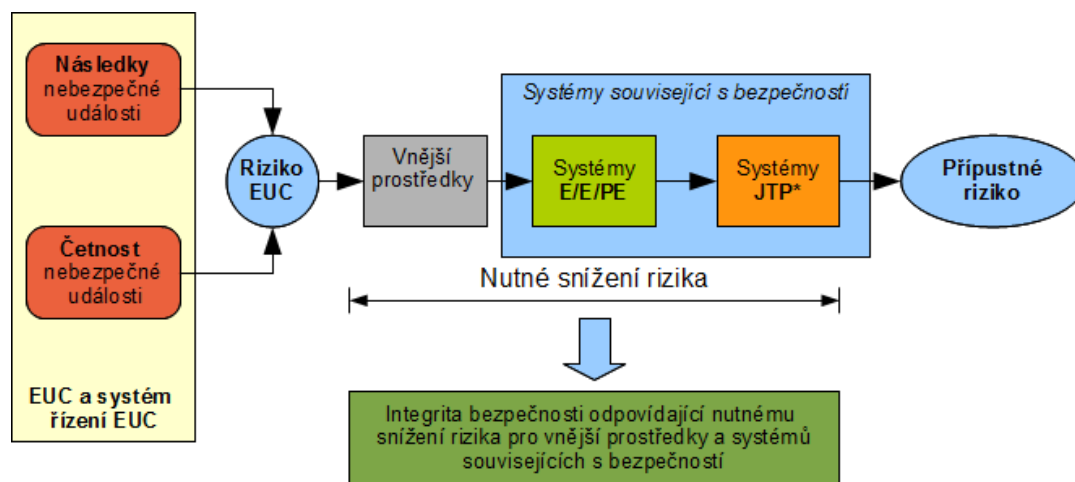 Následky
nebezpečné
události
Četnost
nebezpečné
události
EUC a systém
řízení EUC
Riziko
EUC
Vnější
prostředky
Systémy související s bezpečností
Systémy
E/E/PE
Systémy
JTP*
Přípustné
riziko
Nutné snížení rizika
Integrita bezpečnosti odpovídající nutnému
snížení rizika pro vnější prostředky a systémů
souvisejících s bezpečností